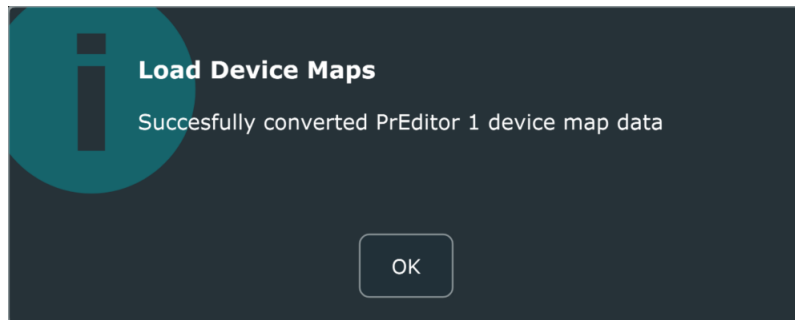 Load Device Maps
Succesfully converted PrEditor 1 device map data
OK